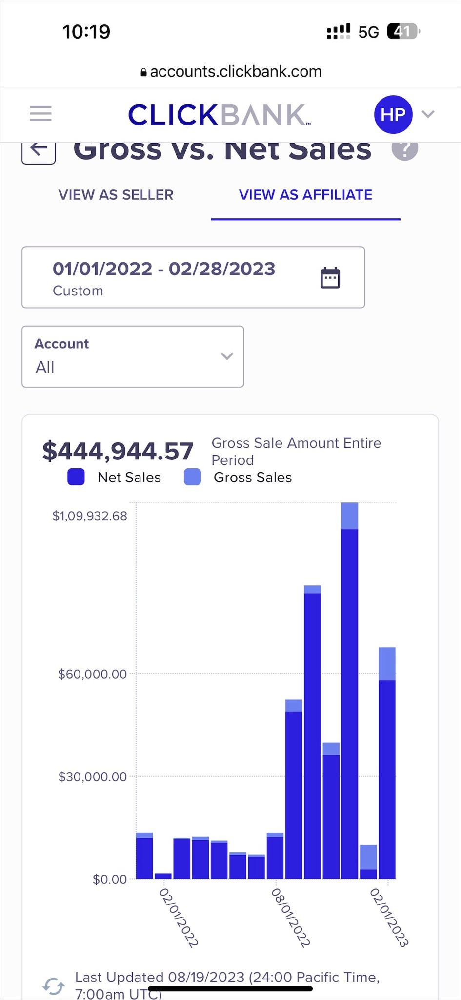 10:19
5G
41
accounts.clickbank.com
CLICKBANK™
HP
Gross vs. Net Sales
?
VIEW AS SELLER
VIEW AS AFFILIATE
01/01/2022 - 02/28/2023
Custom
Account
All
$444,944.57
Gross Sale Amount Entire
Period
Net Sales
Gross Sales
$1,09,932.68
$60,000.00
$30,000.00
$0.00
02/01/2022
08/01/2022
02/01/2023
Last Updated 08/19/2023 (24:00 Pacific Time,
7:00am UTC)